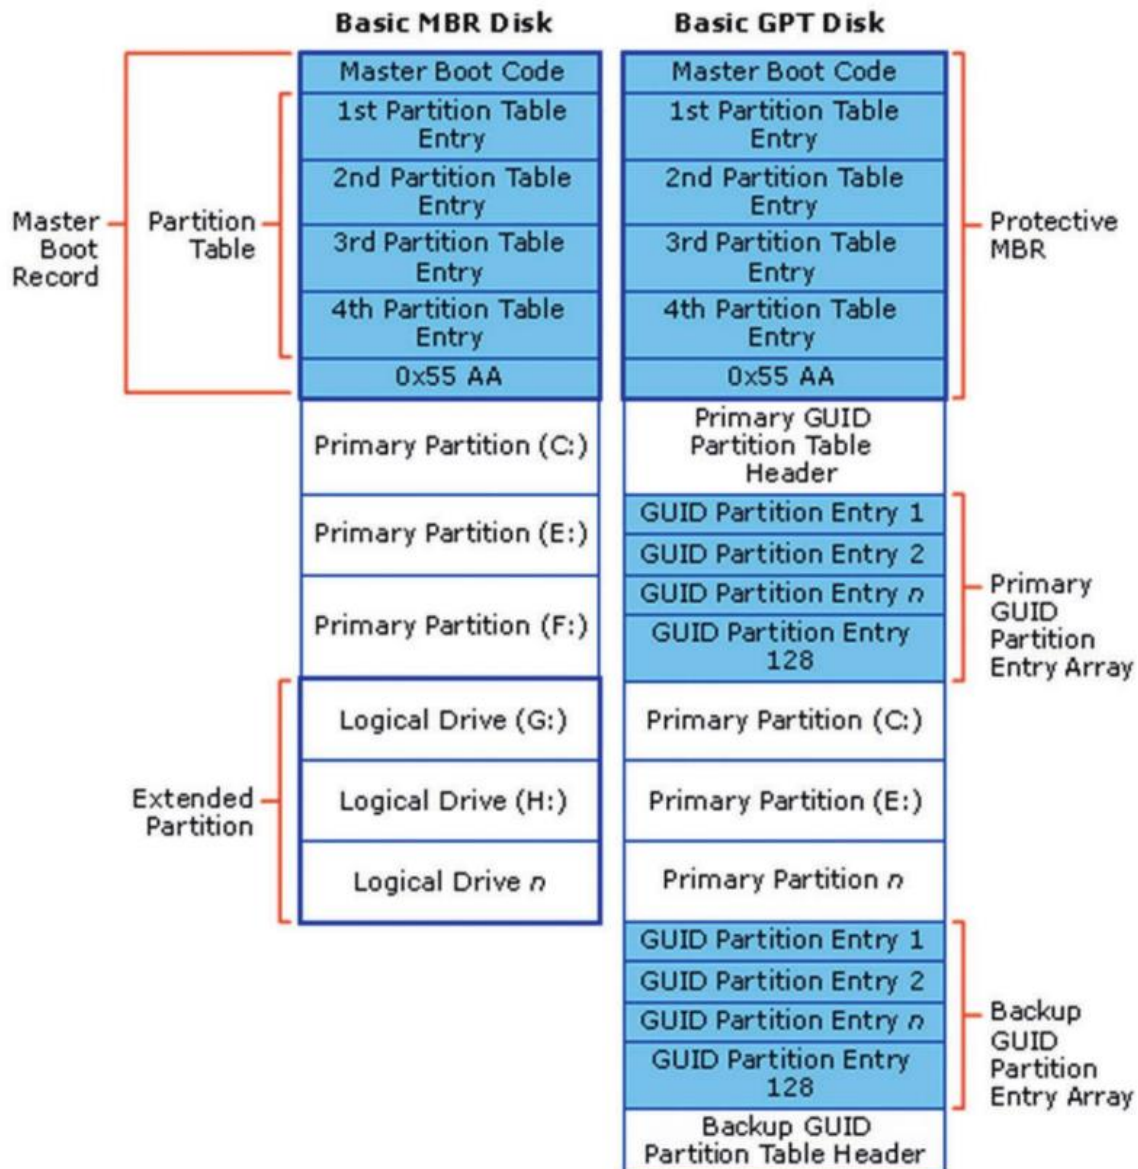 Basic MBR Disk
Basic GPT Disk
Master
Boot
Record
Partition
Table
Master Boot Code
1st Partition Table
Entry
2nd Partition Table
Entry
3rd Partition Table
Entry
4th Partition Table
Entry
0x55 AA
Primary Partition (C:)
Primary Partition (E:)
Primary Partition (F:)
Extended
Partition
Logical Drive (G:)
Logical Drive (H:)
Logical Drive n
Master Boot Code
1st Partition Table
Entry
2nd Partition Table
Entry
3rd Partition Table
Entry
4th Partition Table
Entry
0x55 AA
Protective
MBR
Primary GUID
Partition Table
Header
GUID Partition Entry 1
GUID Partition Entry 2
GUID Partition Entry n
GUID Partition Entry
128
Primary
GUID
Partition
Entry Array
Primary Partition (C:)
Primary Partition (E:)
Primary Partition n
GUID Partition Entry 1
GUID Partition Entry 2
GUID Partition Entry n
GUID Partition Entry
128
Backup
GUID
Partition
Entry Array
Backup GUID
Partition Table Header